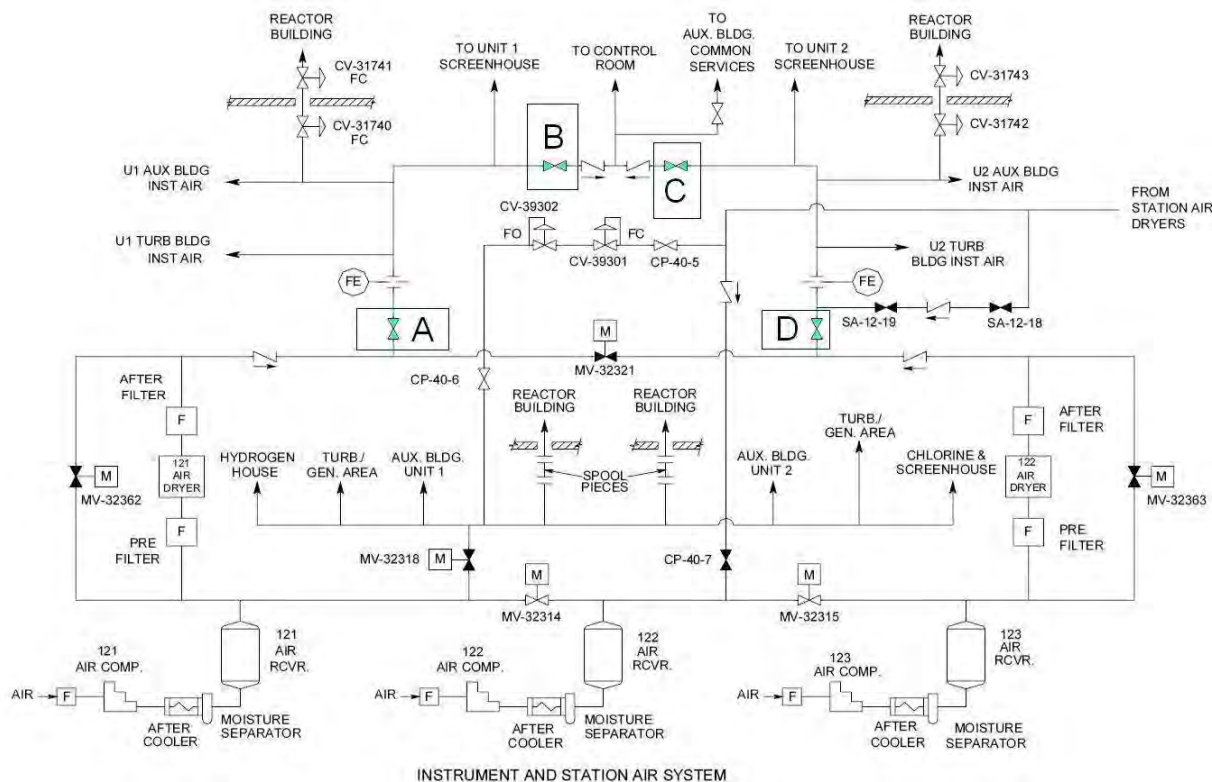 REACTOR
BUILDING
CV-31741
FC
CV-31740
FC
TO UNIT 1
SCREENHOUSE
TO CONTROL
ROOM
TO
AUX. BLDG.
COMMON
SERVICES
TO UNIT 2
SCREENHOUSE
REACTOR
BUILDING
CV-31743
CV-31742
B
C
U1 AUX BLDG
INST AIR
U2 AUX BLDG
INST AIR
FROM
STATION AIR
DRYERS
CV-39302
FO
FC
CV-39301
CP-40-5
U1 TURB BLDG
INST AIR
U2 TURB
BLDG INST AIR
FE
FE
A
D
SA-12-19
SA-12-18
M
MV-32321
CP-40-6
AFTER
FILTER
F
121
AIR
DRYER
F
PRE
FILTER
M
MV-32362
HYDROGEN
HOUSE
TURB./
GEN. AREA
AUX. BLDG.
UNIT 1
REACTOR
BUILDING
REACTOR
BUILDING
SPOOL
PIECES
AUX. BLDG.
UNIT 2
TURB./
GEN. AREA
CHLORINE &
SCREENHOUSE
F
AFTER
FILTER
122
AIR
DRYER
F
PRE
FILTER
M
MV-32363
MV-32318
M
CP-40-7
M
MV-32314
M
MV-32315
121
AIR
RCVR.
122
AIR
RCVR.
123
AIR
RCVR.
121
AIR COMP.
AIR
F
AFTER
COOLER
MOISTURE
SEPARATOR
122
AIR COMP.
AIR
F
AFTER
COOLER
MOISTURE
SEPARATOR
123
AIR COMP.
AIR
F
AFTER
COOLER
MOISTURE
SEPARATOR
INSTRUMENT AND STATION AIR SYSTEM